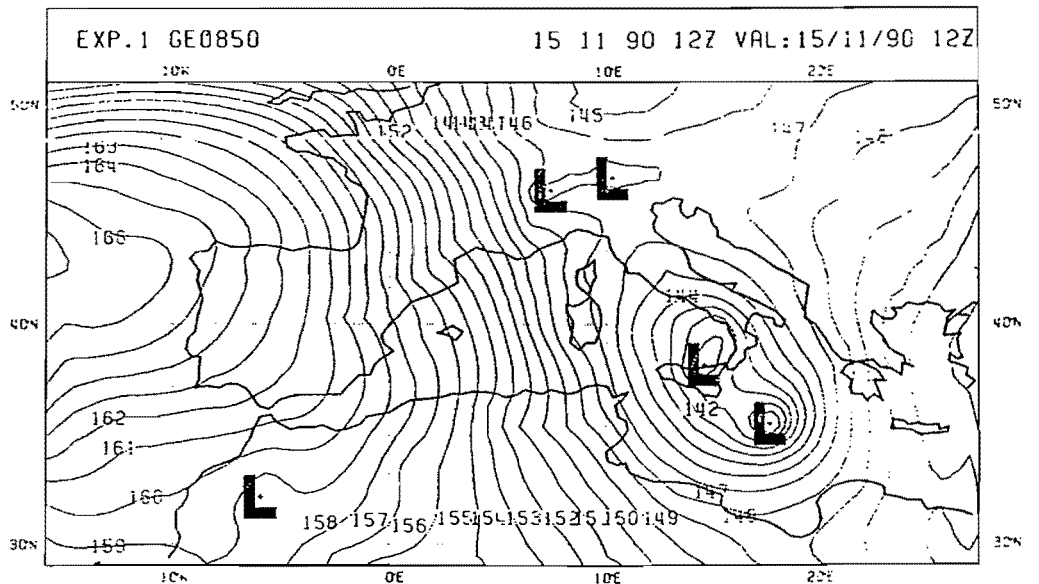 EXP.1 GE0850 15 11 90 12Z VAL:15/11/90 12Z
10W 0E 10E 20E
50N 50N
152 146 145 147
163
164
L L
166
144
40N 40N
L
162 142
L
161
L 147
160
158 157 156 155 154 153 152 151 150 149
159
30N 30N
10W 0E 10E 20E